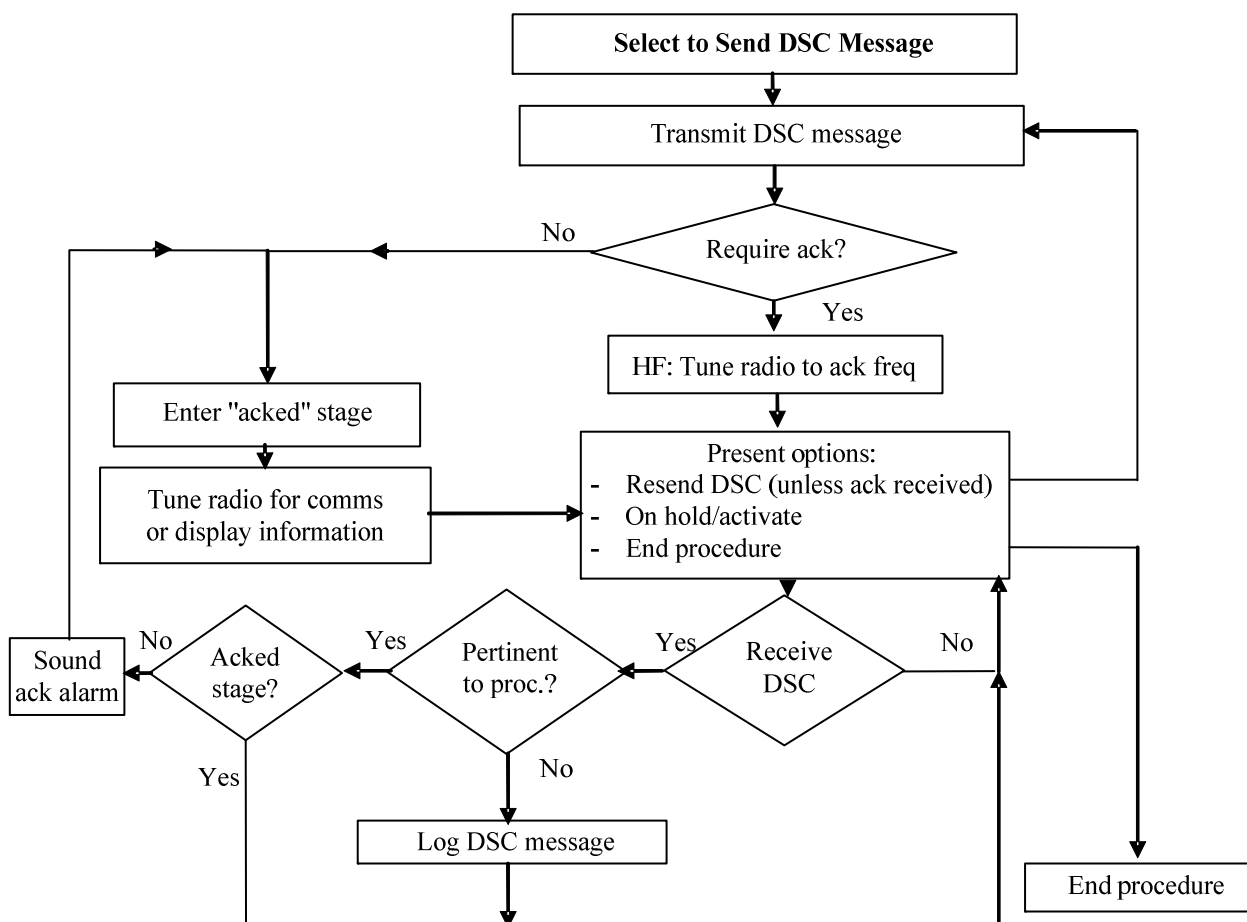 Select to Send DSC Message
Transmit DSC message
No
Require ack?
Yes
HF: Tune radio to ack freq
Enter "acked" stage
Tune radio for comms
or display information
Present options:
- Resend DSC (unless ack received)
- On hold/activate
- End procedure
No
Yes
Yes
No
Sound
ack alarm
Acked
stage?
Pertinent
to proc.?
Receive
DSC
Yes
No
Log DSC message
End procedure